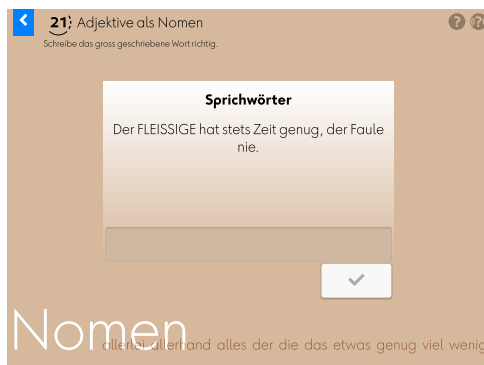 21 Adjektive als Nomen
Schreibe das gross geschriebene Wort richtig.
Sprichwörter
Der FLEISSIGE hat stets Zeit genug, der Faule
nie.
Nomen
allerlei allerhand alles der die das etwas genug viel wenig